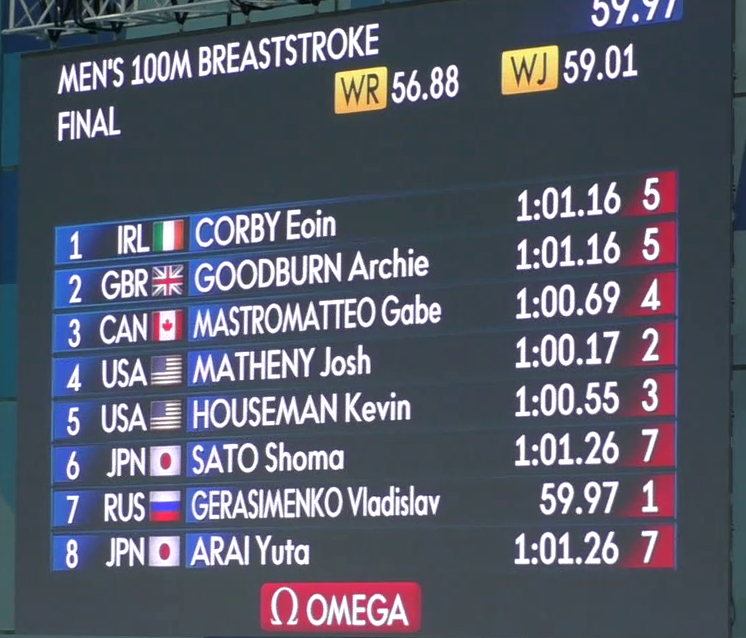 59.97
MEN'S 100M BREASTSTROKE
WR 56.88 WJ 59.01
FINAL
1 IRL CORBY Eoin 1:01.16 5
2 GBR GOODBURN Archie 1:01.16 5
3 CAN MASTROMATTEO Gabe 1:00.69 4
4 USA MATHENY Josh 1:00.17 2
5 USA HOUSEMAN Kevin 1:00.55 3
6 JPN SATO Shoma 1:01.26 7
7 RUS GERASIMENKO Vladislav 59.97 1
8 JPN ARAI Yuta 1:01.26 7
Ω OMEGA